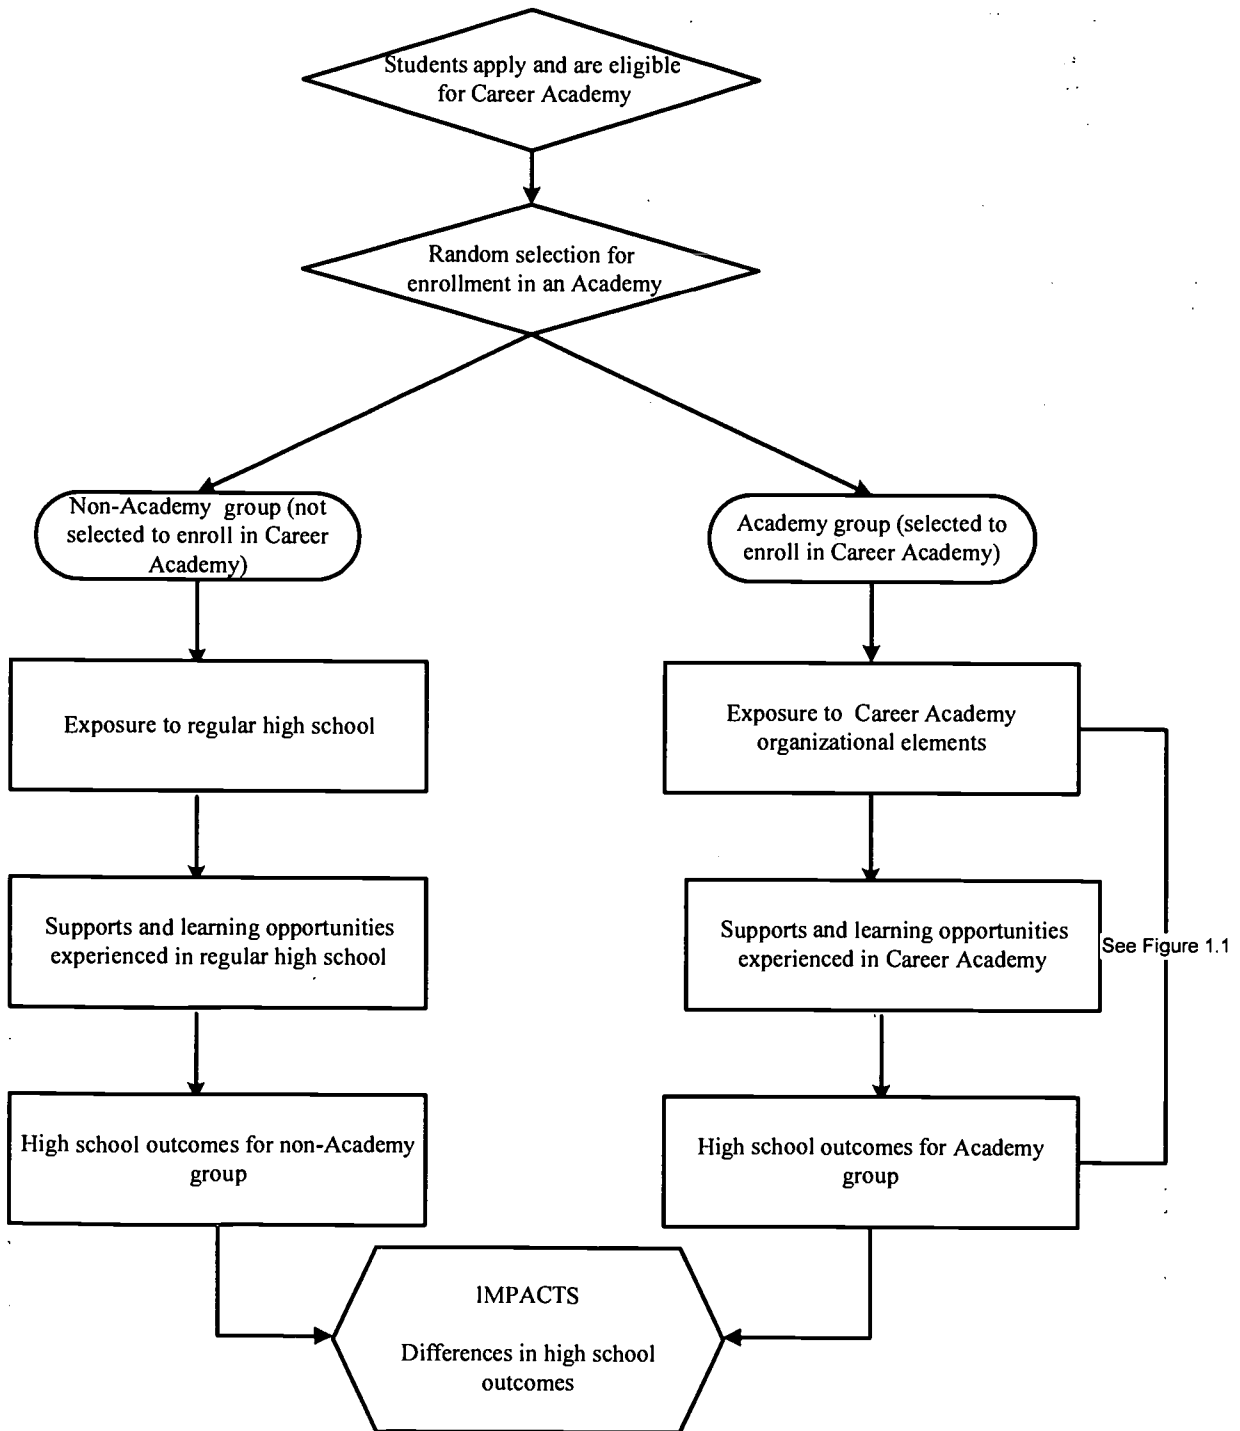 Students apply and are eligible
for Career Academy
Random selection for
enrollment in an Academy
Non-Academy group (not
selected to enroll in Career
Academy)
Academy group (selected to
enroll in Career Academy)
Exposure to regular high school
Exposure to Career Academy
organizational elements
Supports and learning opportunities
experienced in regular high school
Supports and learning opportunities
experienced in Career Academy
See Figure 1.1
High school outcomes for non-Academy
group
High school outcomes for Academy
group
IMPACTS
Differences in high school
outcomes